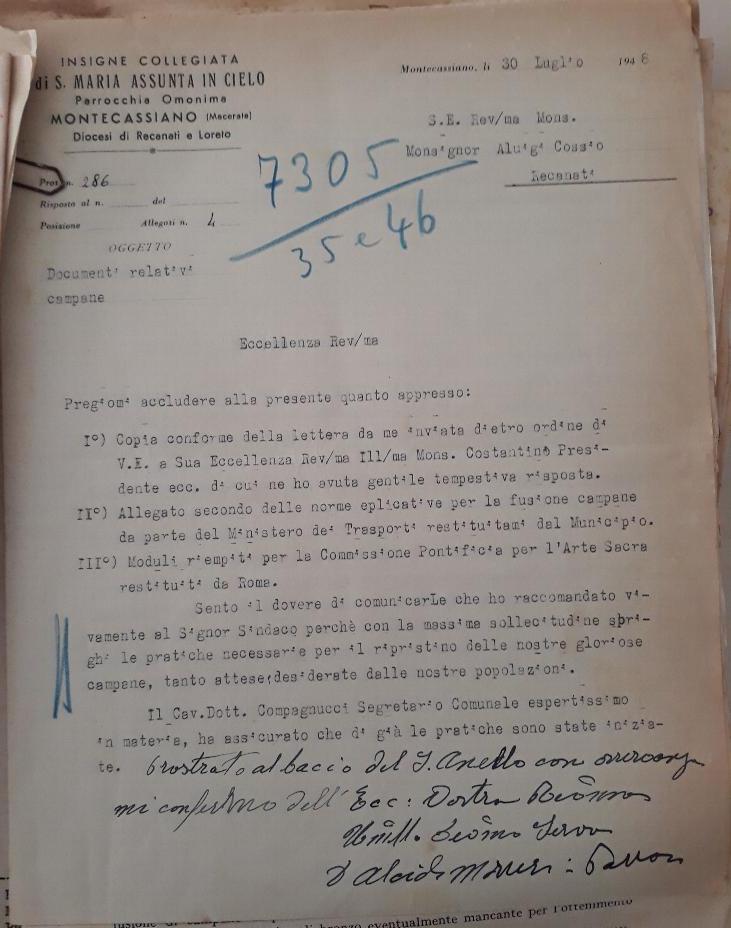 INSIGNE COLLEGIATA
di S. MARIA ASSUNTA IN CIELO
Parrocchia Omonima
MONTECASSIANO (Macerata)
Diocesi di Recanati e Loreto
Montecassiano, li 30 Luglio 1948
S.E. Rev/ma Mons.
Monsignor Aluigi Cossio
Recanati
7305
35 e 46
Prot. n. 286
Risposto al n. del
Posizione Allegati n. 4
OGGETTO
Documenti relativi
campane
Eccellenza Rev/ma
Pregiomi accludere alla presente quanto appresso:
I°) Copia conforme della lettera da me inviata dietro ordine di
V.E. a Sua Eccellenza Rev/ma Ill/ma Mons. Costantino Presi-
dente ecc. di cui ne ho avuta gentile tempestiva risposta.
II°) Allegato secondo delle norme eplicative per la fusione campane
da parte del Ministero dei Trasporti restituitami dal Municipio.
III°) Moduli riempiti per la Commissione Pontificia per l'Arte Sacra
restituiti da Roma.
Sento il dovere di comunicarLe che ho raccomandato vi-
vamente al Signor Sindaco perchè con la massima sollecitudine sbri-
ghi le pratiche necessarie per il ripristino delle nostre gloriose
campane, tanto attese,desiderate dalle nostre popolazioni.
Il Cav.Dott. Compagnucci Segretario Comunale espertissimo
in materia, ha assicurato che di già le pratiche sono state inizia-
te. Prostrato al bacio del S. Anello con
mi confermo dell' Ecc: Vostra
Servo
eventualmente mancante per l'ottenimento